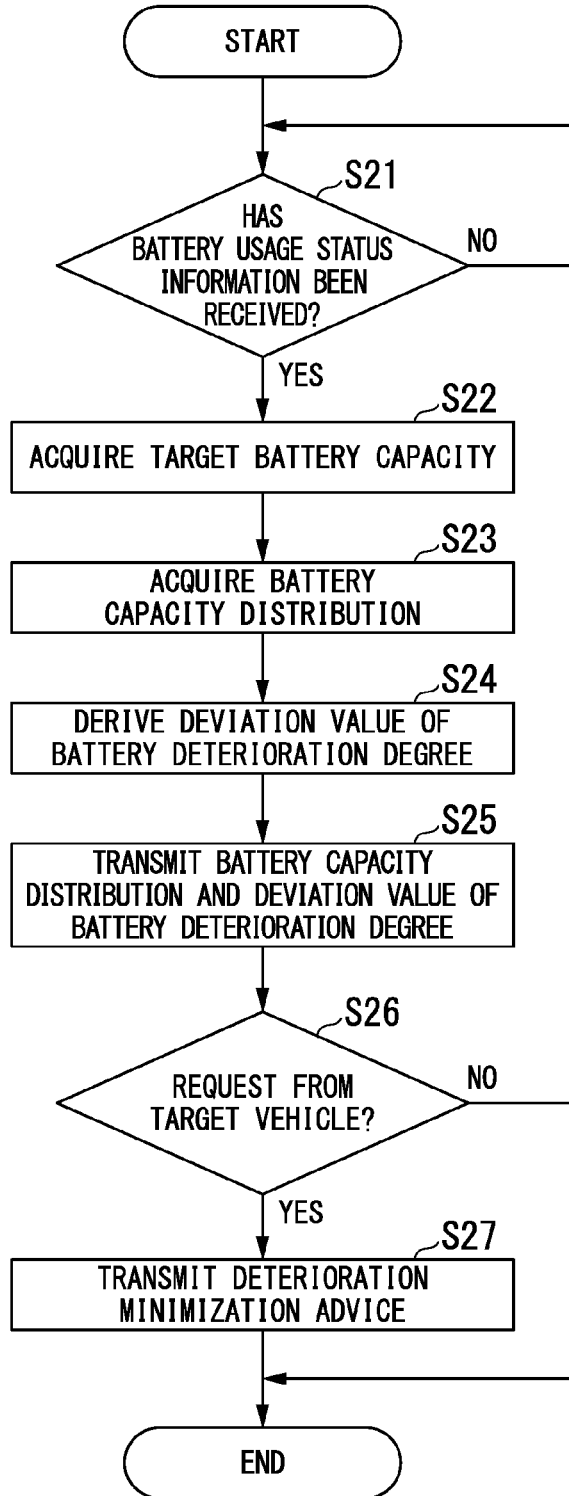 START
S21
HAS
BATTERY USAGE STATUS
INFORMATION BEEN
RECEIVED?
NO
YES
S22
ACQUIRE TARGET BATTERY CAPACITY
S23
ACQUIRE BATTERY
CAPACITY DISTRIBUTION
S24
DERIVE DEVIATION VALUE OF
BATTERY DETERIORATION DEGREE
S25
TRANSMIT BATTERY CAPACITY
DISTRIBUTION AND DEVIATION VALUE OF
BATTERY DETERIORATION DEGREE
S26
REQUEST FROM
TARGET VEHICLE?
NO
YES
S27
TRANSMIT DETERIORATION
MINIMIZATION ADVICE
END